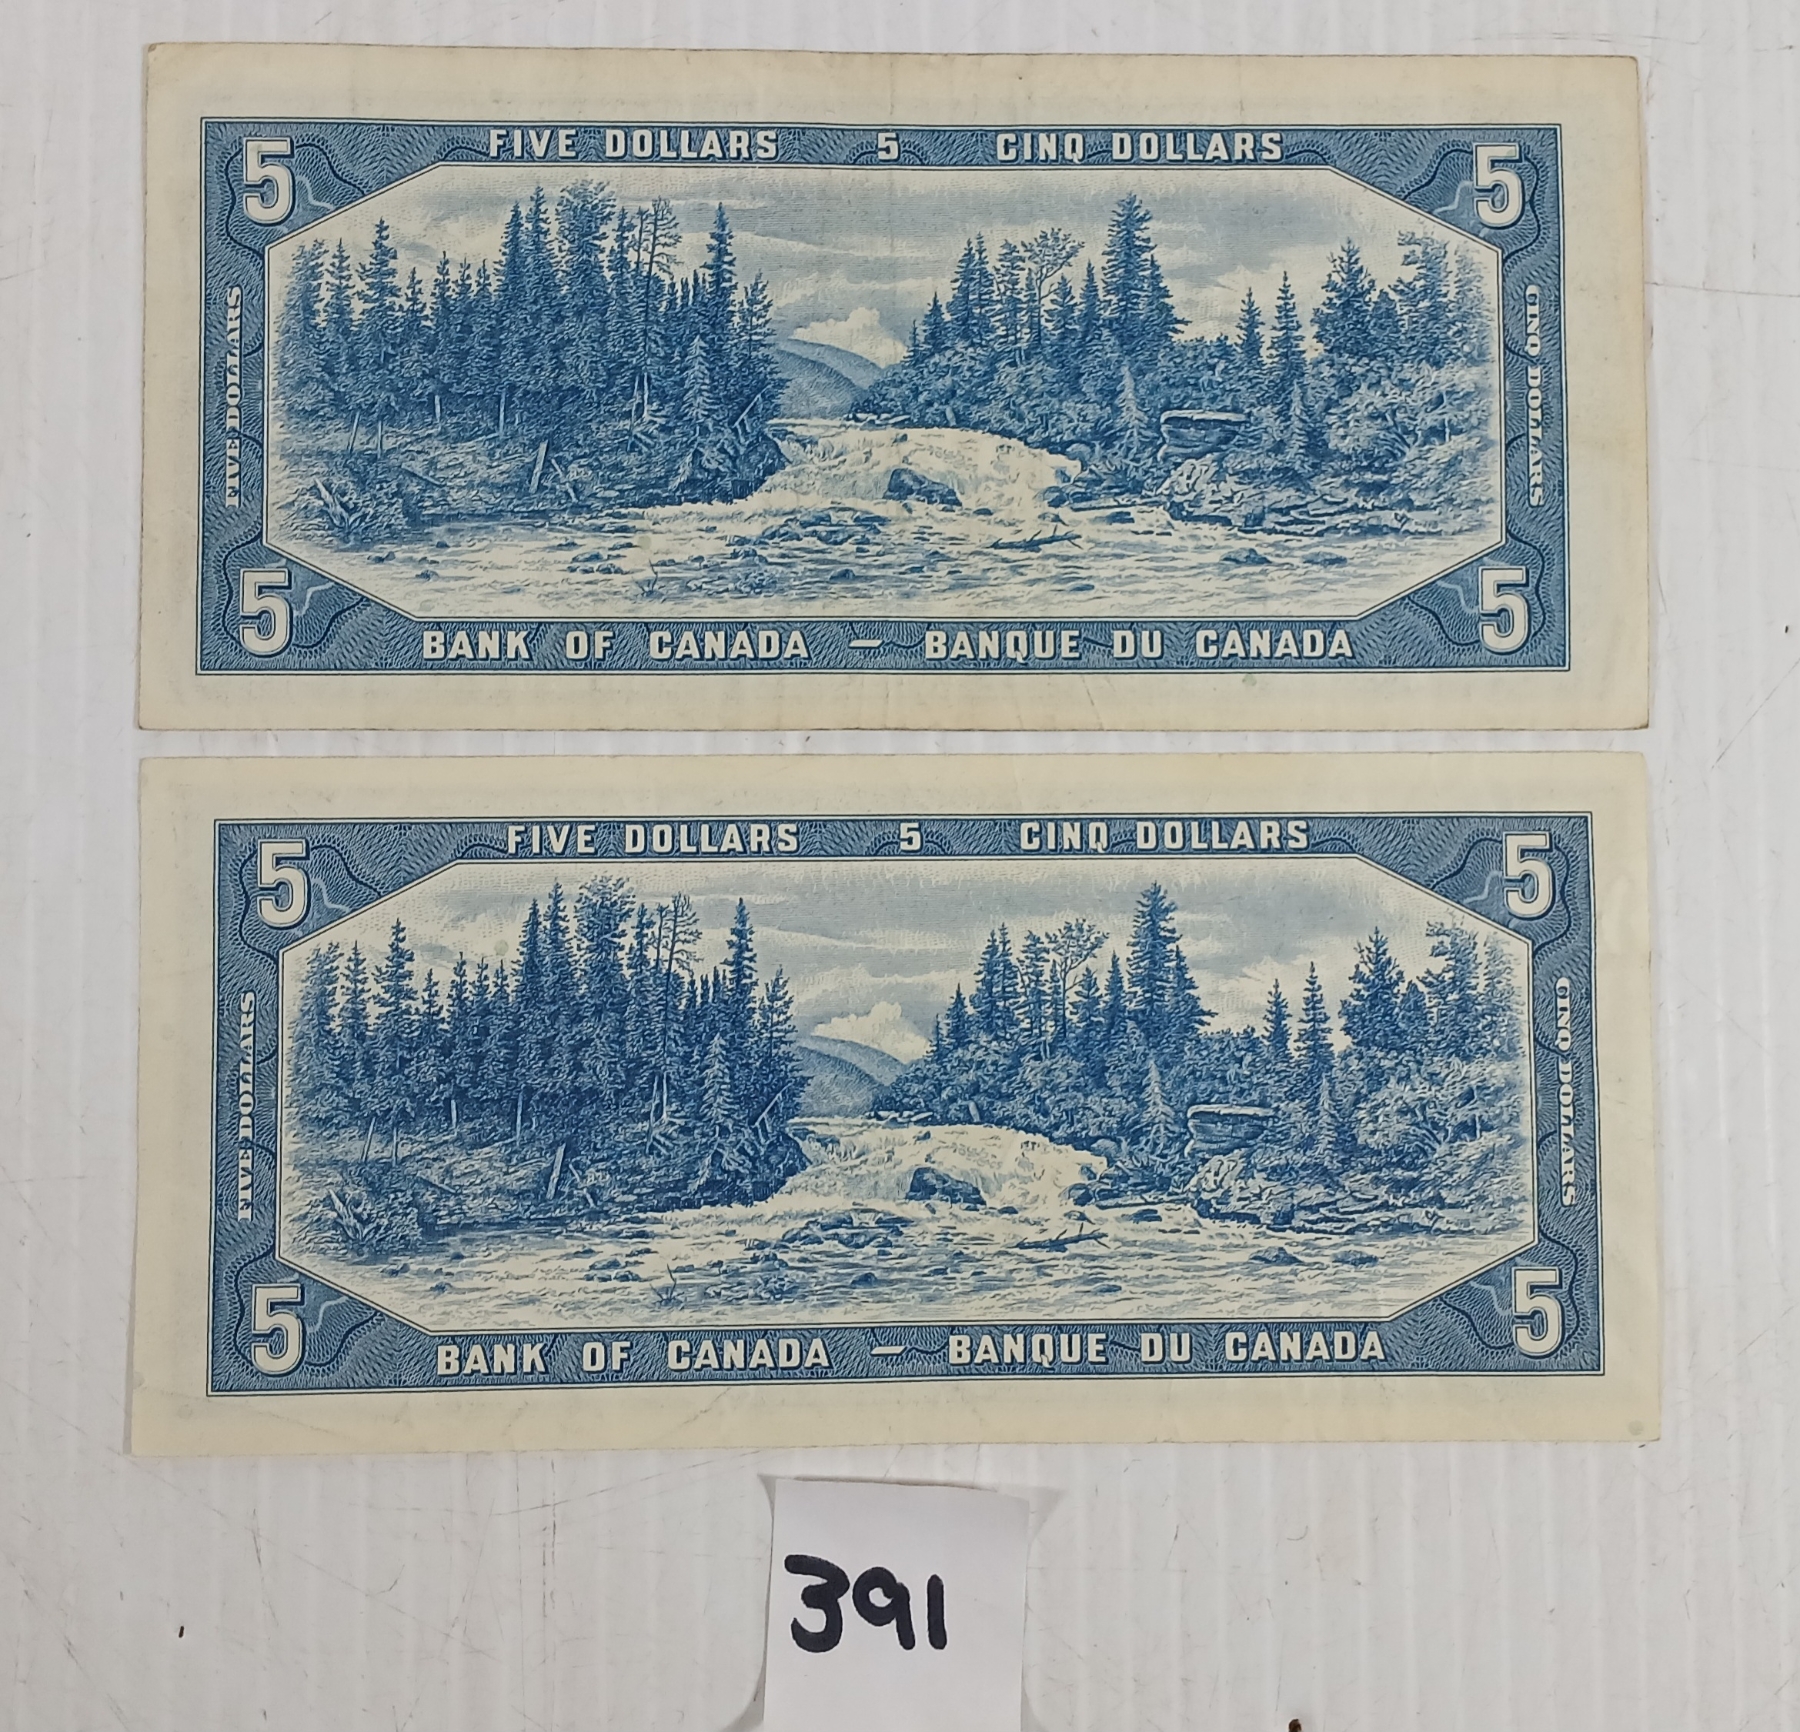 FIVE DOLLARS 5 CINQ DOLLARS
5 5
FIVE DOLLARS CINQ DOLLARS
5 5
BANK OF CANADA — BANQUE DU CANADA
FIVE DOLLARS 5 CINQ DOLLARS
5 5
FIVE DOLLARS CINQ DOLLARS
5 5
BANK OF CANADA — BANQUE DU CANADA
391